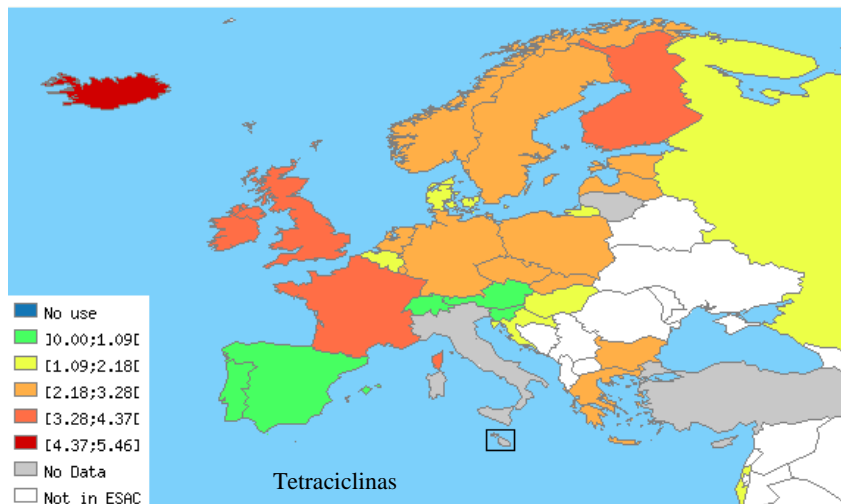 No use
]0.00;1.09[
[1.09;2.18[
[2.18;3.28[
[3.28;4.37[
[4.37;5.46]
No Data
Not in ESAC
Tetraciclinas